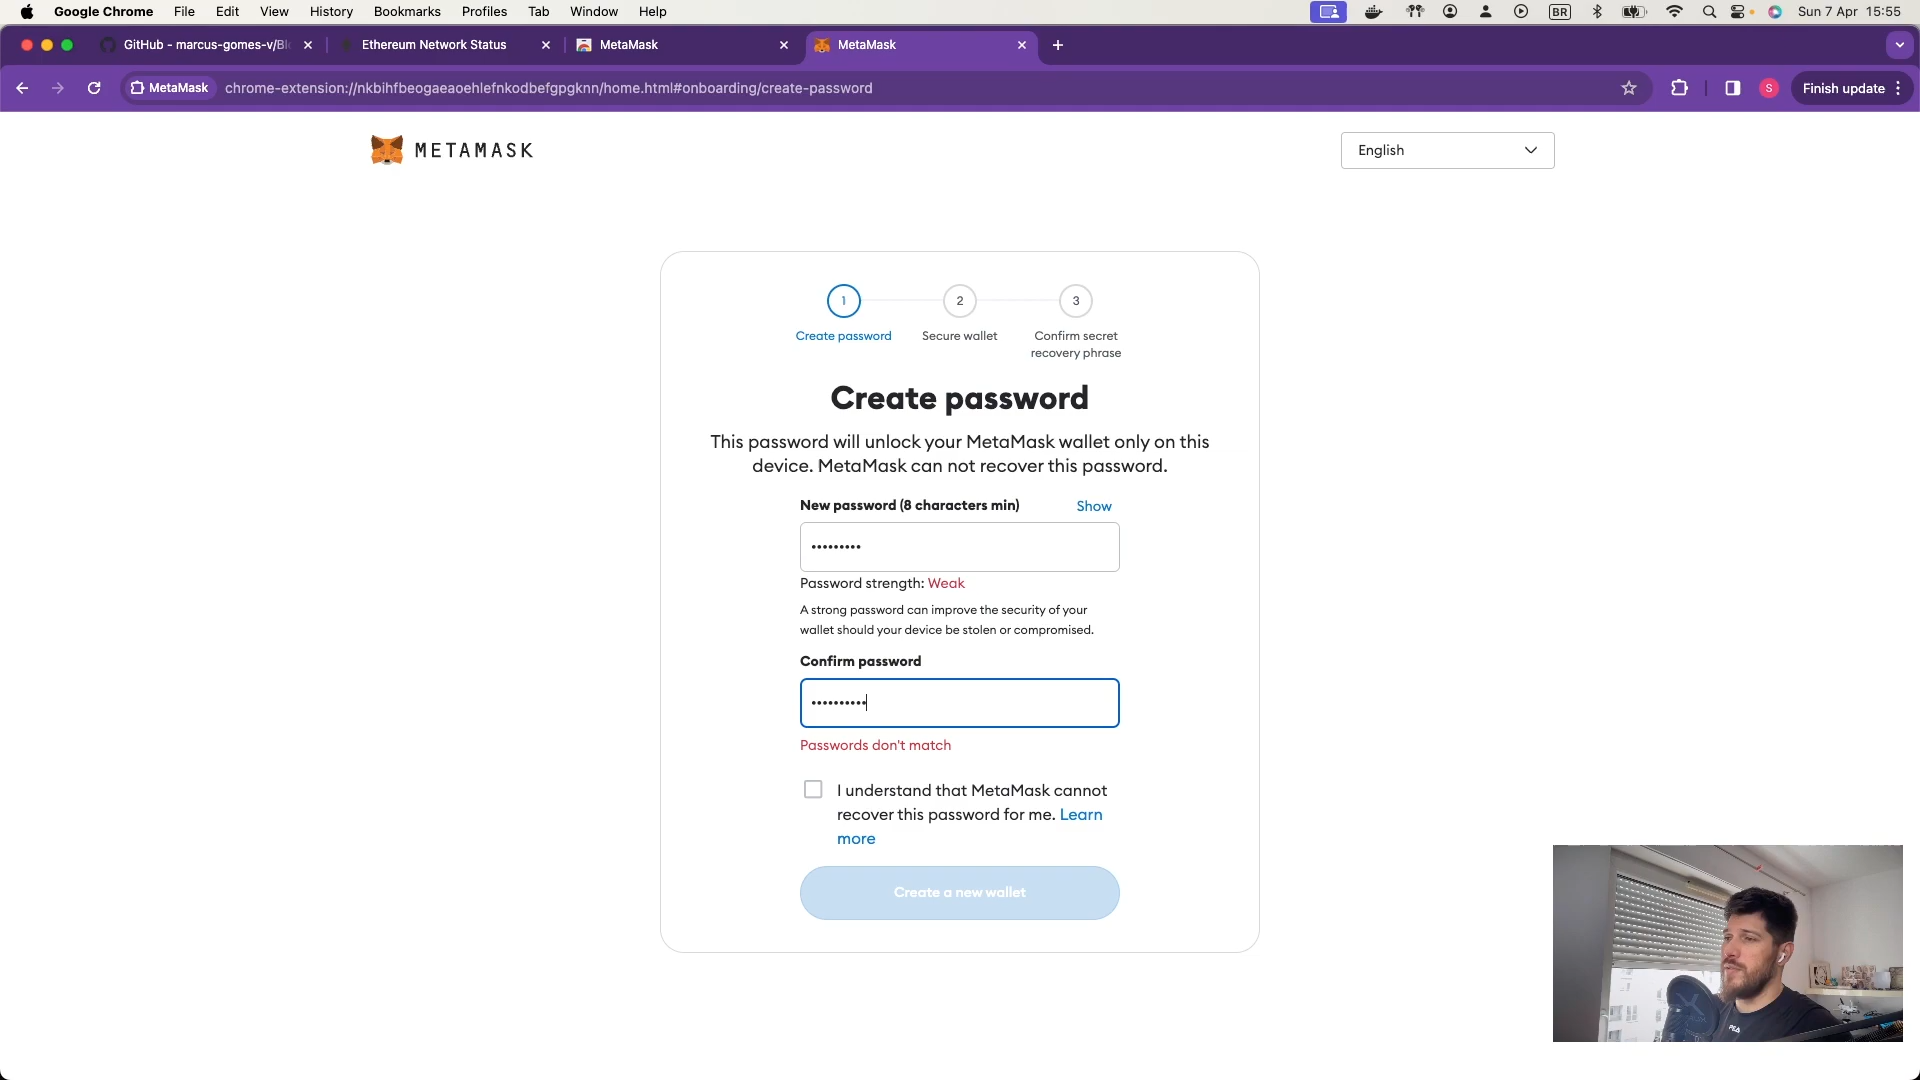 Google Chrome File Edit View History Bookmarks Profiles Tab Window Help BR Sun 7 Apr 15:55
GitHub - marcus-gomes-v/Bl
Ethereum Network Status
MetaMask
MetaMask
MetaMask chrome-extension://nkbihfbeogaeaoehlefnkodbefgpgknn/home.html#onboarding/create-password S Finish update
METAMASK
English
1 2 3
Create password Secure wallet Confirm secret
recovery phrase
Create password
This password will unlock your MetaMask wallet only on this
device. MetaMask can not recover this password.
New password (8 characters min) Show
•••••••••
Password strength: Weak
A strong password can improve the security of your
wallet should your device be stolen or compromised.
Confirm password
••••••••••
Passwords don't match
I understand that MetaMask cannot
recover this password for me. Learn
more
Create a new wallet
FILA